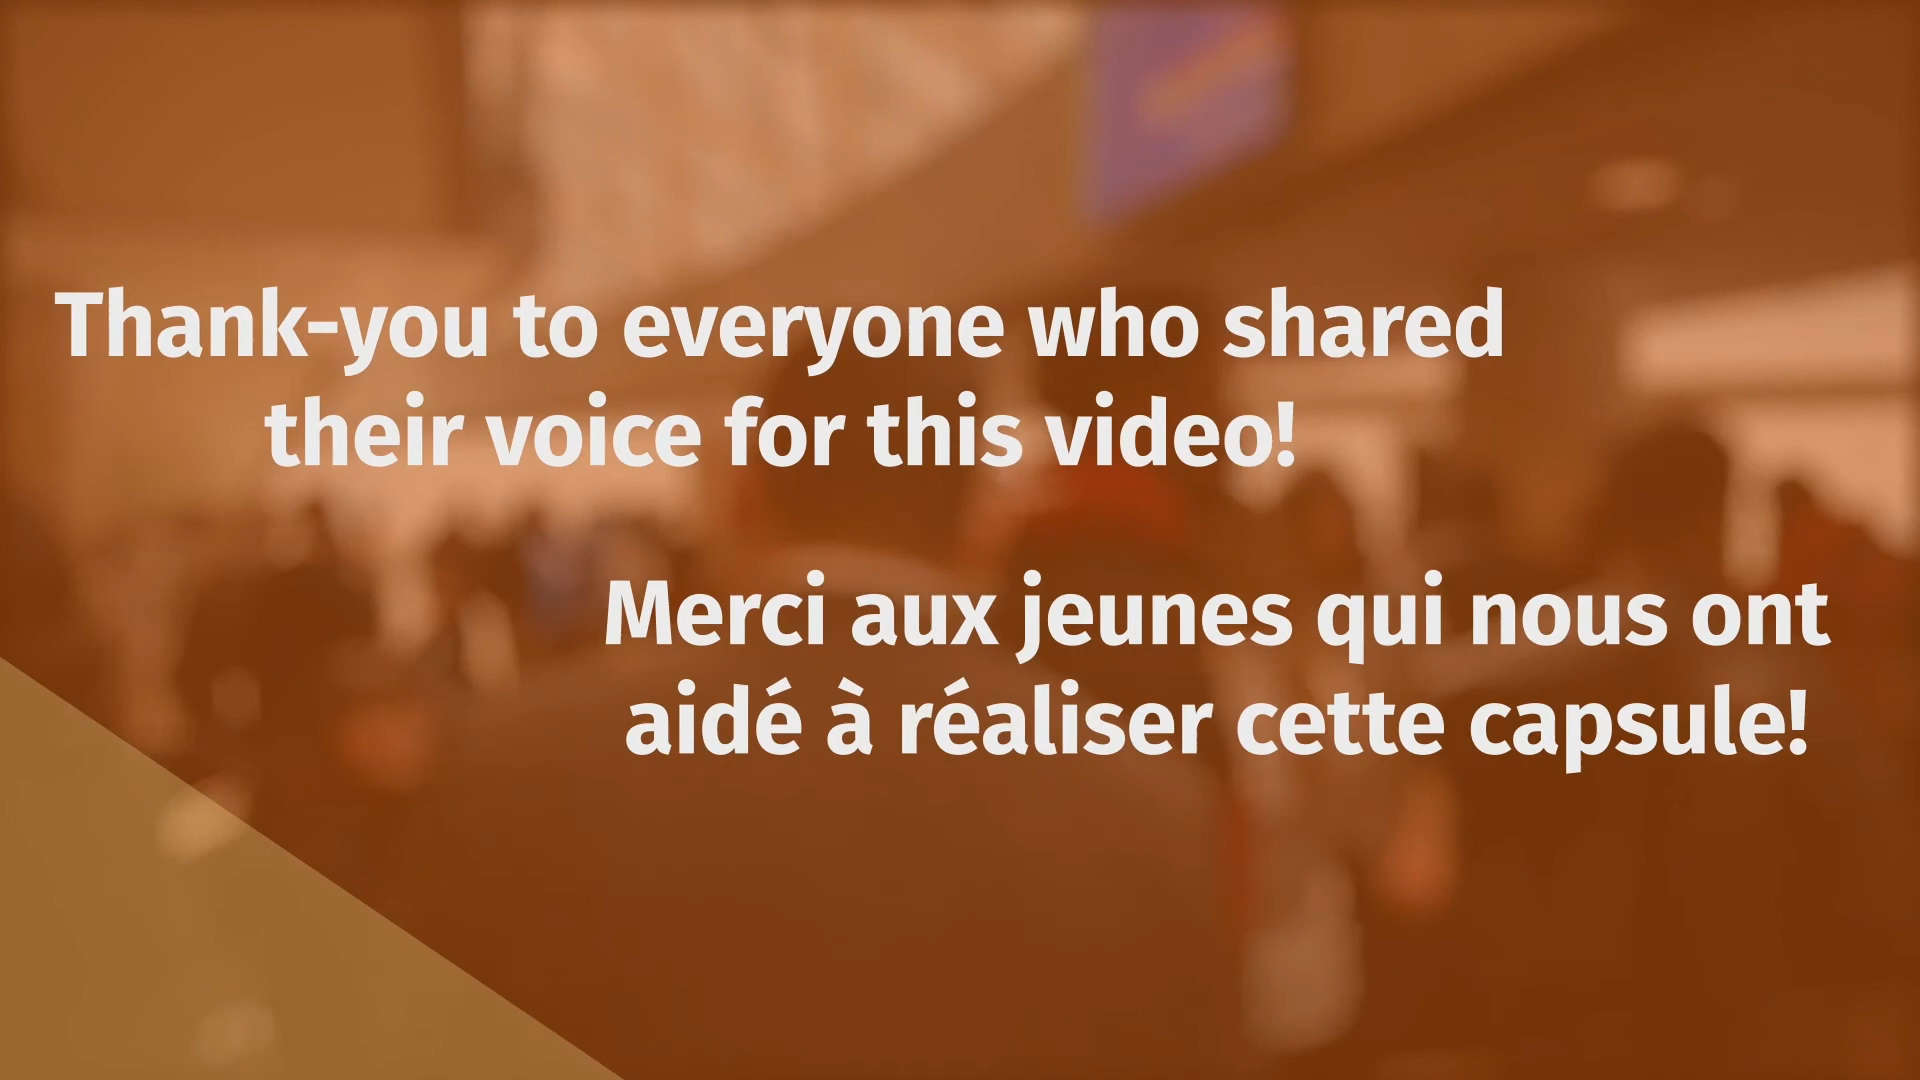 Thank-you to everyone who shared
their voice for this video!
Merci aux jeunes qui nous ont
aidé à réaliser cette capsule!